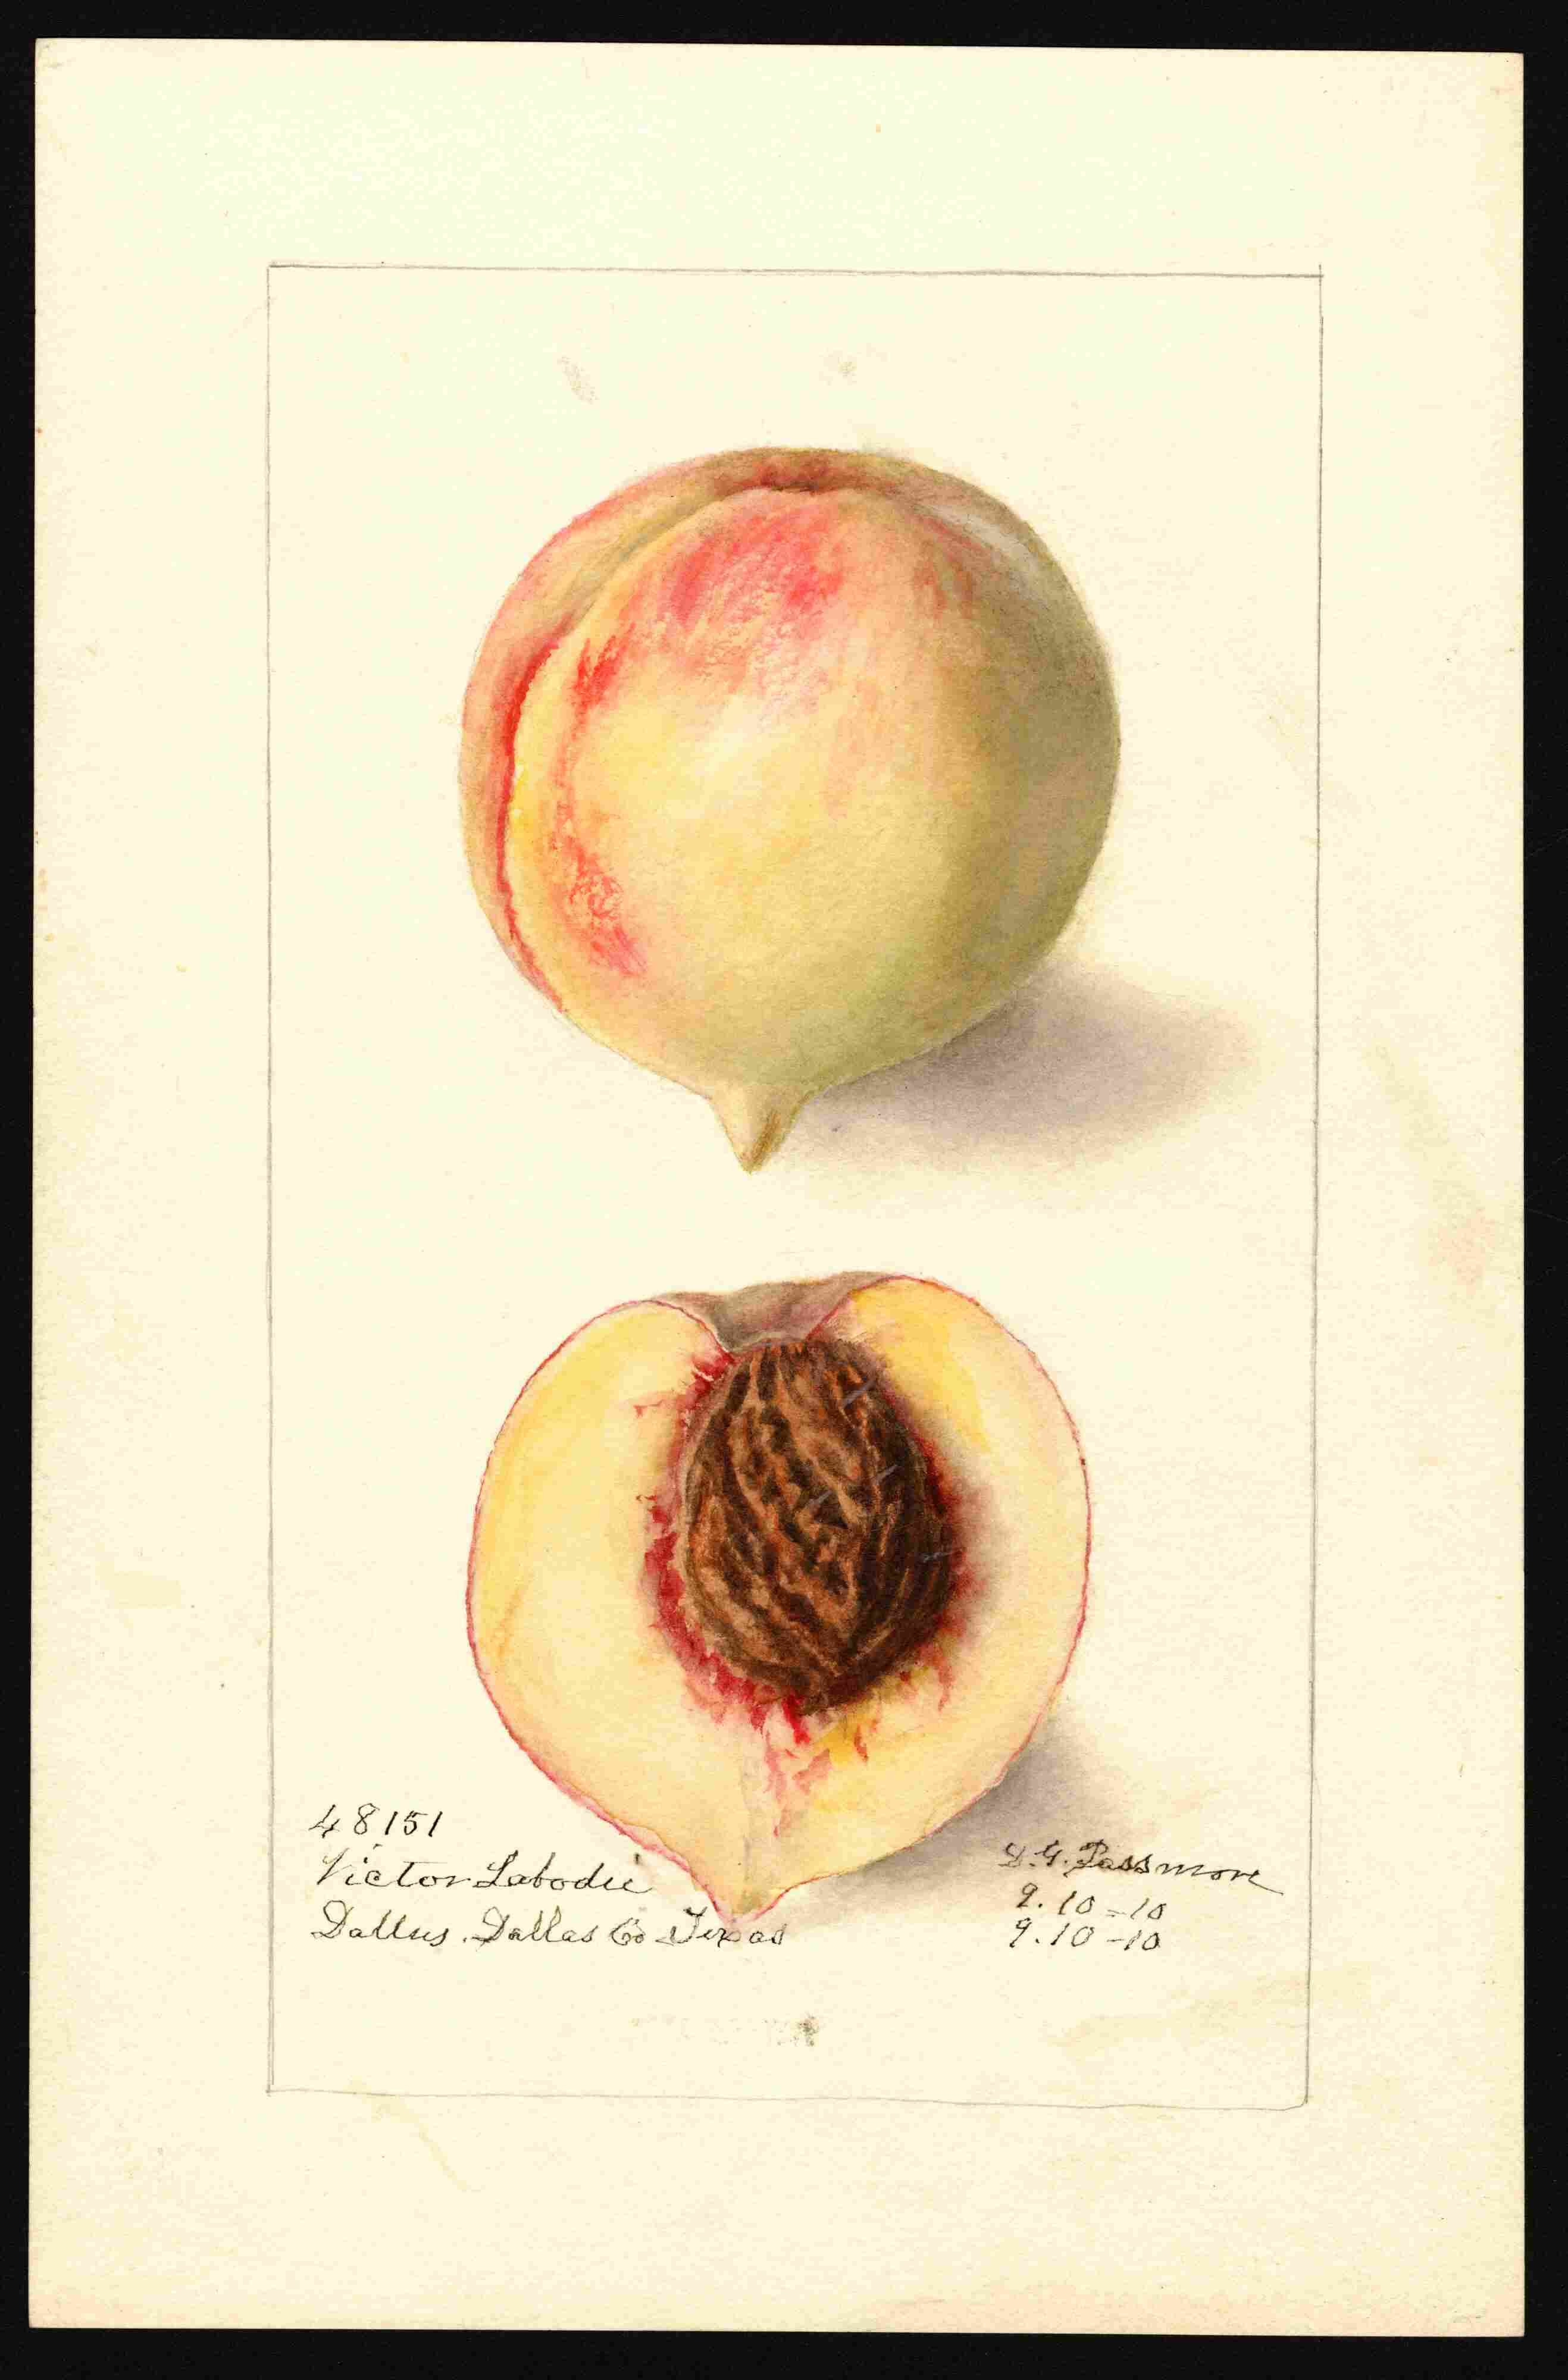 48151
Victor Labodie
Dallas. Dallas Co Texas
D. G. Passmore
9. 10 - 10
9. 10 - 10